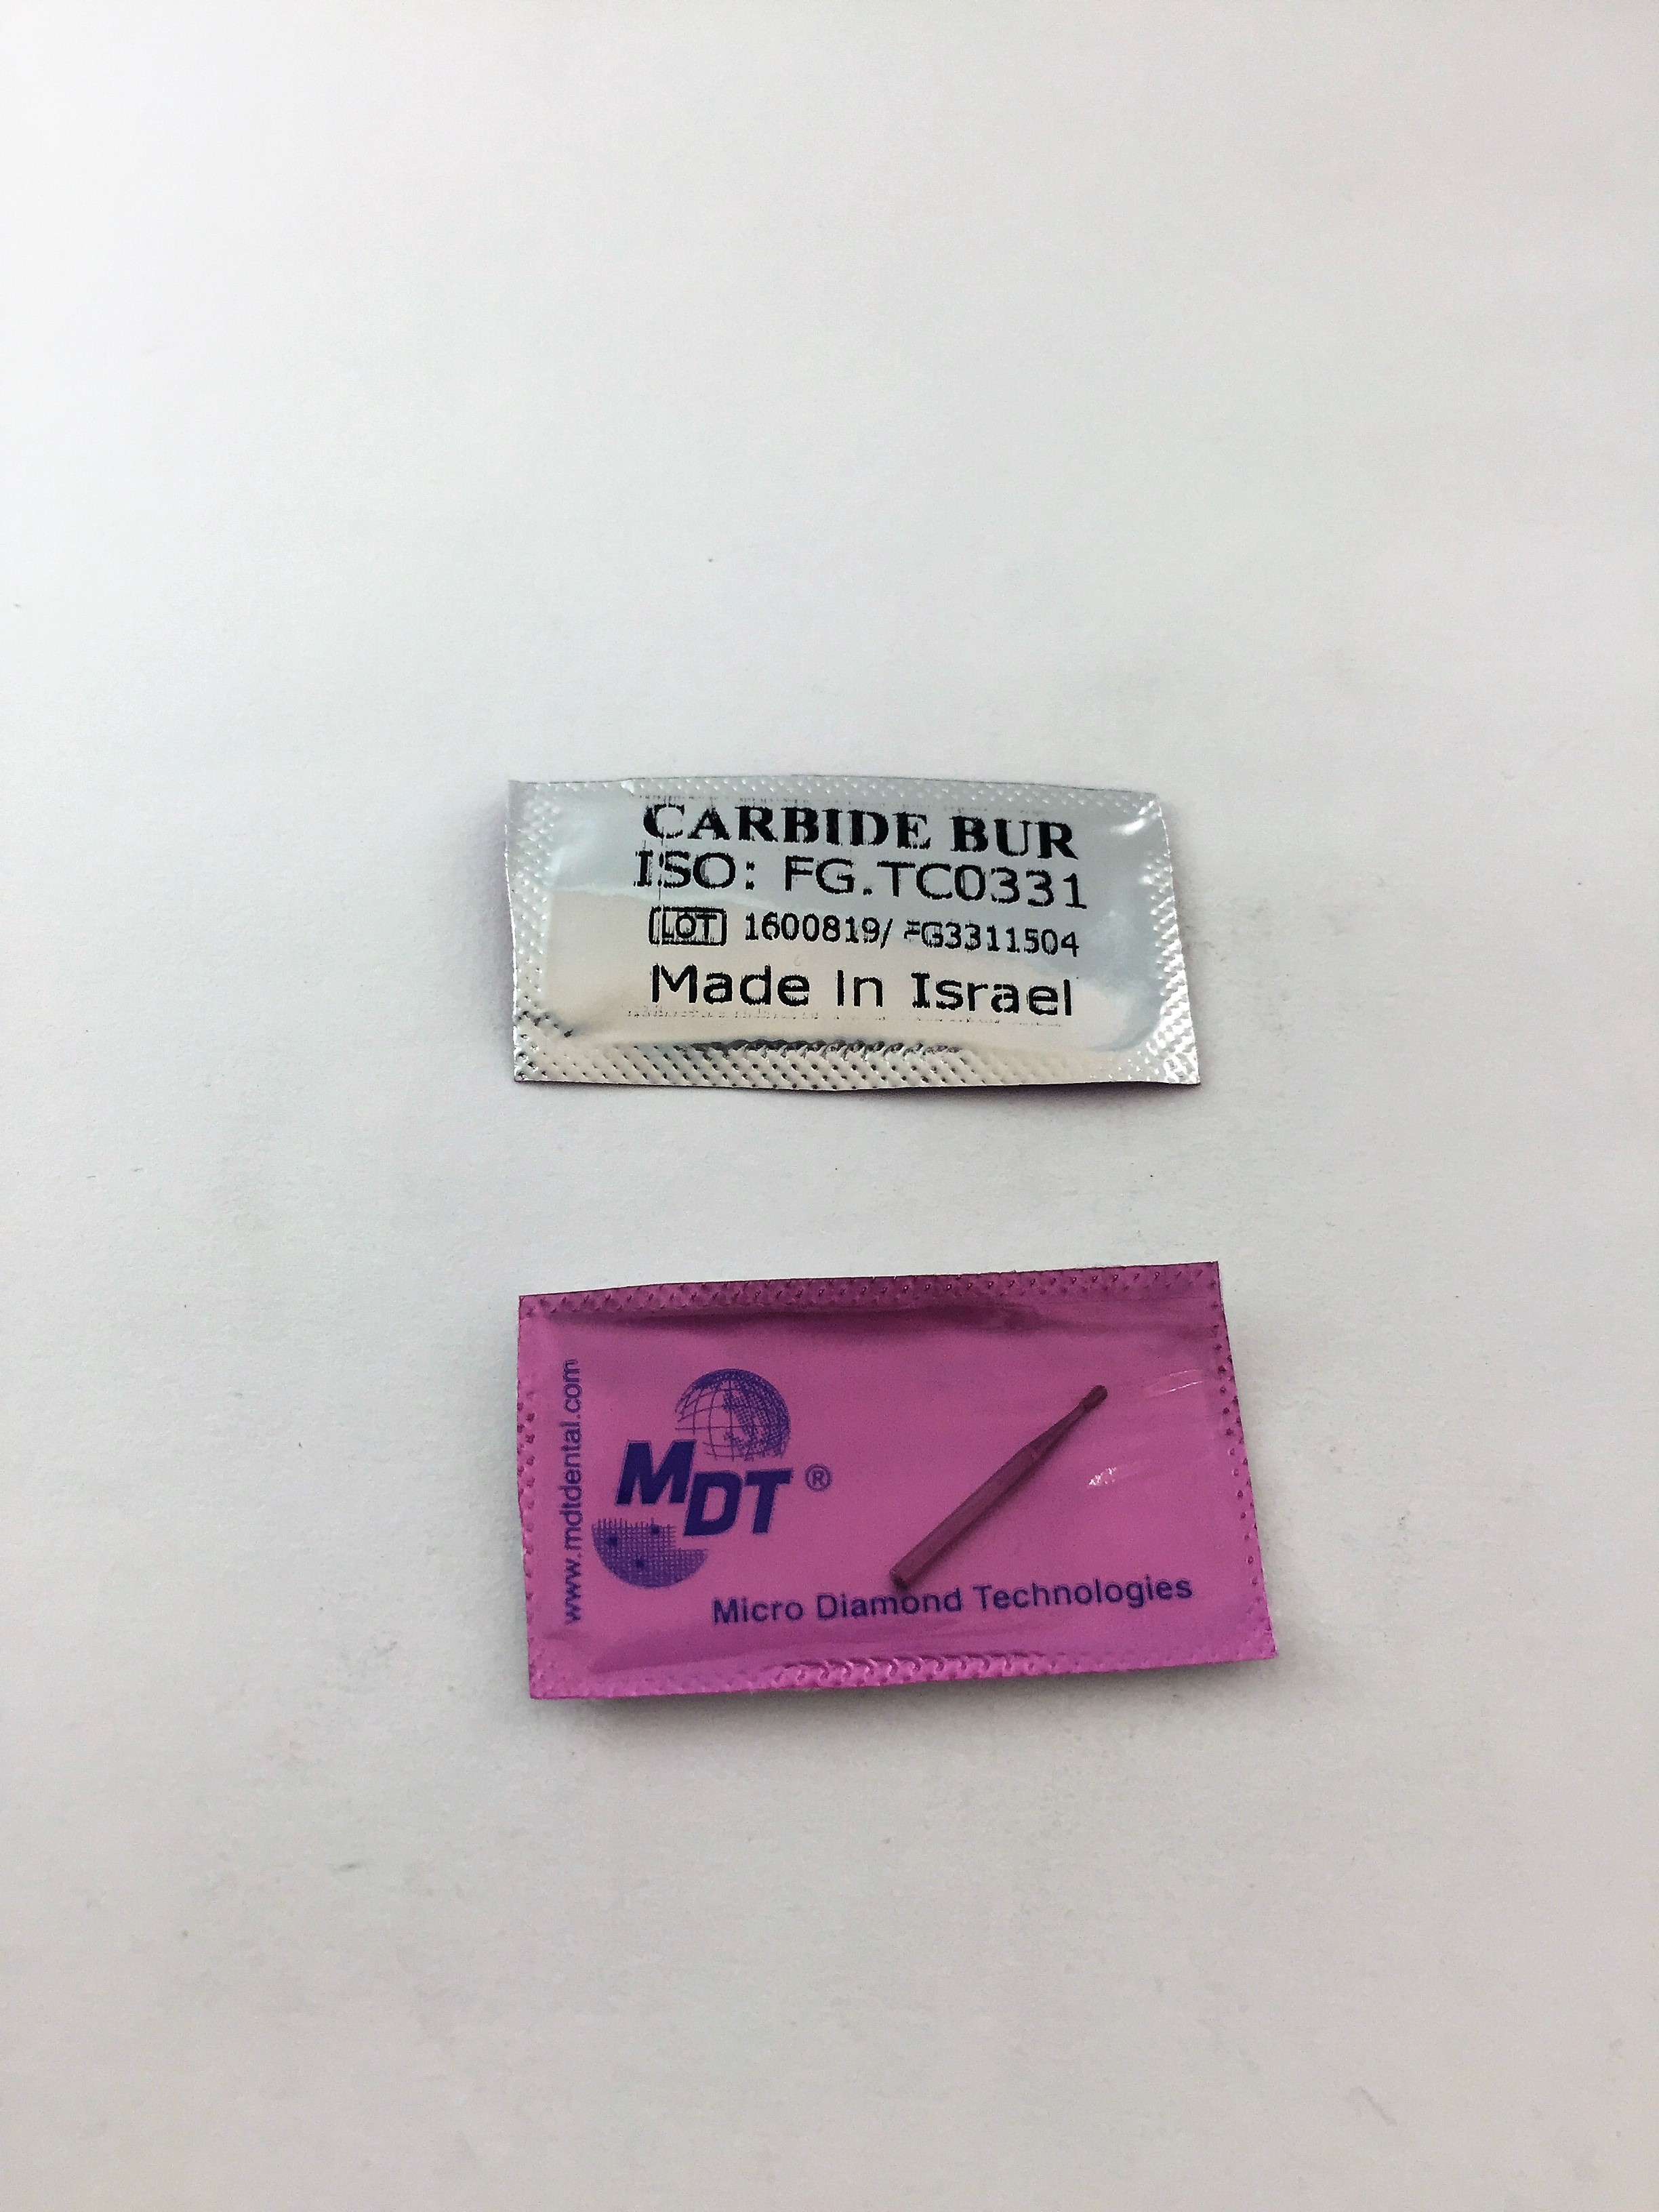 CARBIDE BUR
ISO: FG.TC0331
LOT 1600819/ FG3311504
Made in Israel
www.mdtdental.com
MDT ®
Micro Diamond Technologies